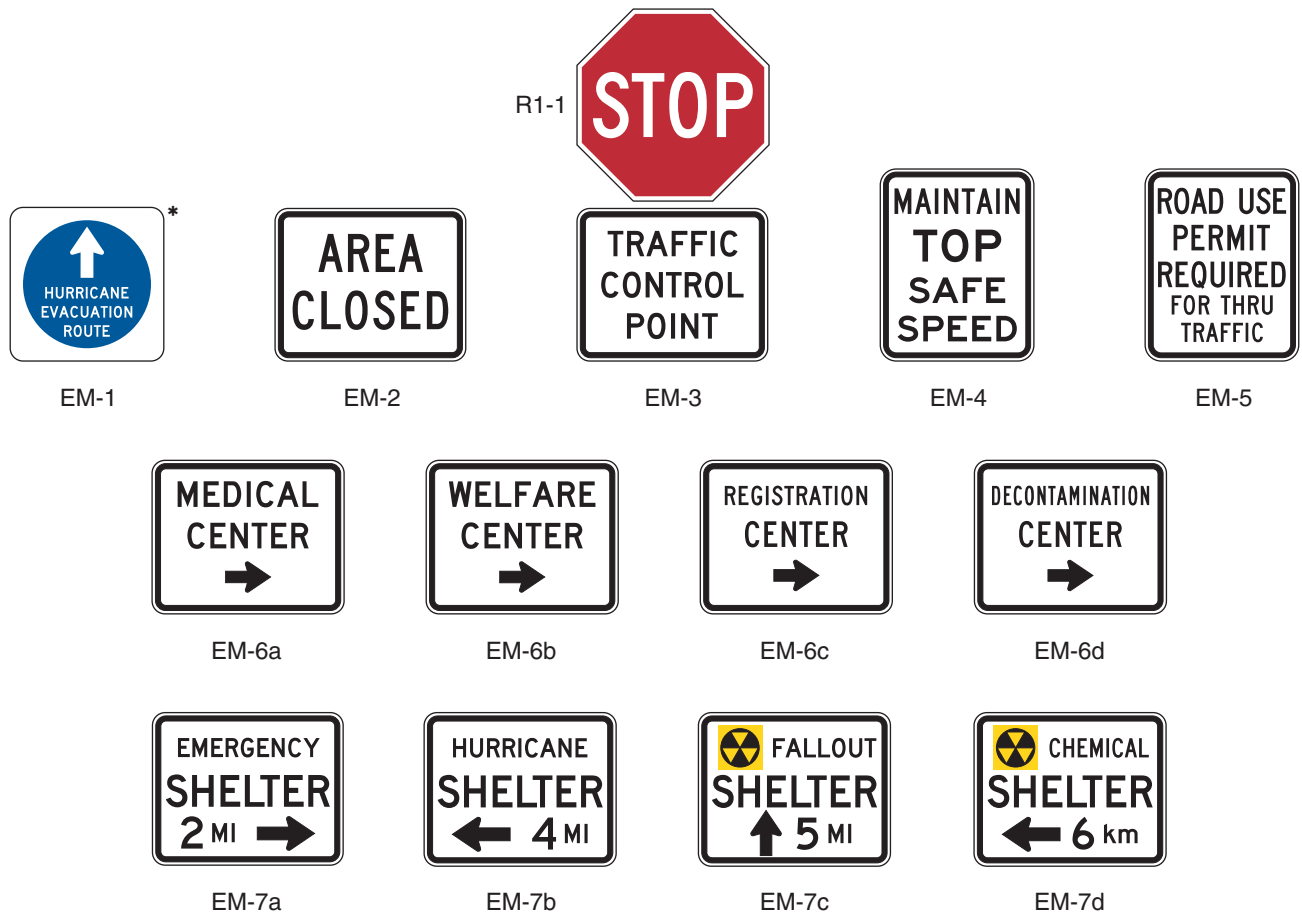 R1-1
STOP
HURRICANE
EVACUATION
ROUTE
*
EM-1
AREA
CLOSED
EM-2
TRAFFIC
CONTROL
POINT
EM-3
MAINTAIN
TOP
SAFE
SPEED
EM-4
ROAD USE
PERMIT
REQUIRED
FOR THRU
TRAFFIC
EM-5
MEDICAL
CENTER
EM-6a
WELFARE
CENTER
EM-6b
REGISTRATION
CENTER
EM-6c
DECONTAMINATION
CENTER
EM-6d
EMERGENCY
SHELTER
2 MI
EM-7a
HURRICANE
SHELTER
4 MI
EM-7b
FALLOUT
SHELTER
5 MI
EM-7c
CHEMICAL
SHELTER
6 km
EM-7d